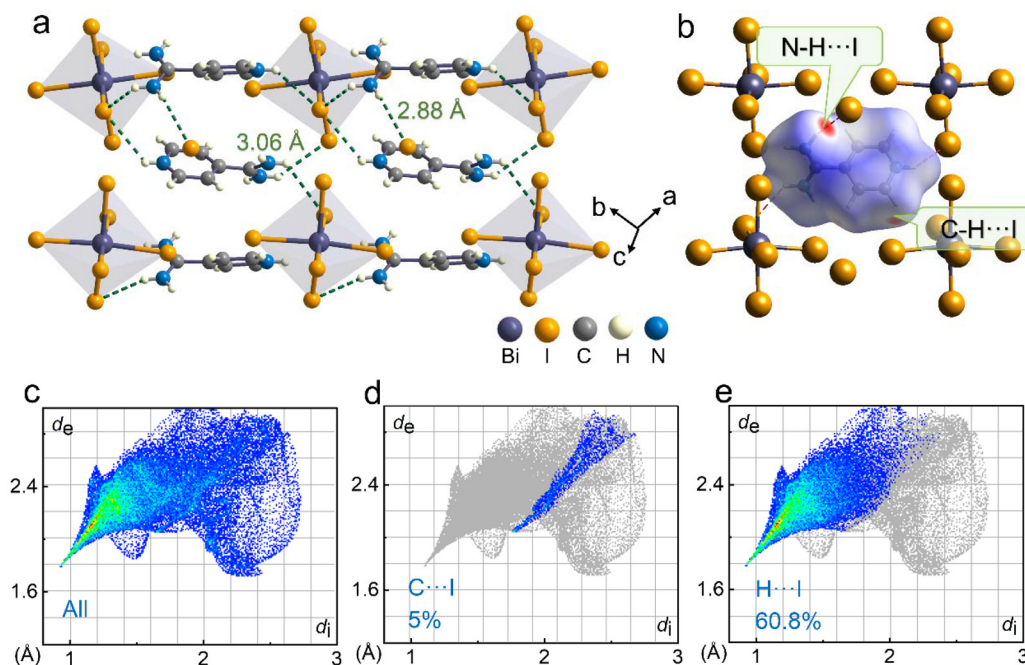 a
3.06 Å
2.88 Å
b
a
c
Bi
I
C
H
N
b
N-H···I
C-H···I
c
de
2.4
1.6
All
di
(Å)
1
2
3
d
de
2.4
1.6
C···I
5%
di
(Å)
1
2
3
e
de
2.4
1.6
H···I
60.8%
di
(Å)
1
2
3